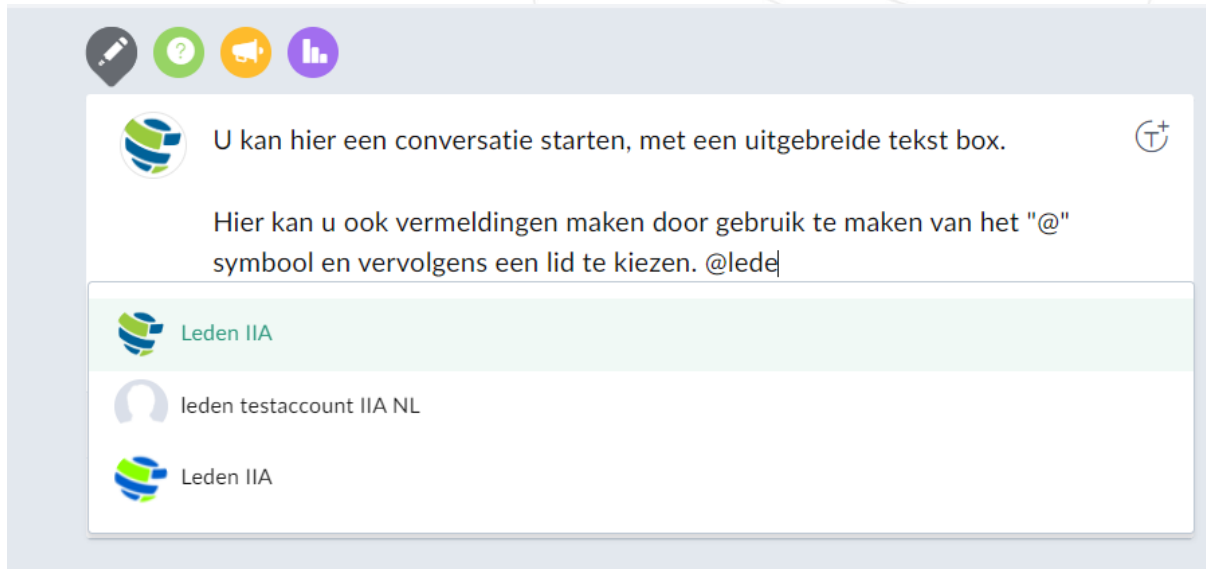 U kan hier een conversatie starten, met een uitgebreide tekst box.
Hier kan u ook vermeldingen maken door gebruik te maken van het "@"
symbool en vervolgens een lid te kiezen. @lede
Leden IIA
leden testaccount IIA NL
Leden IIA